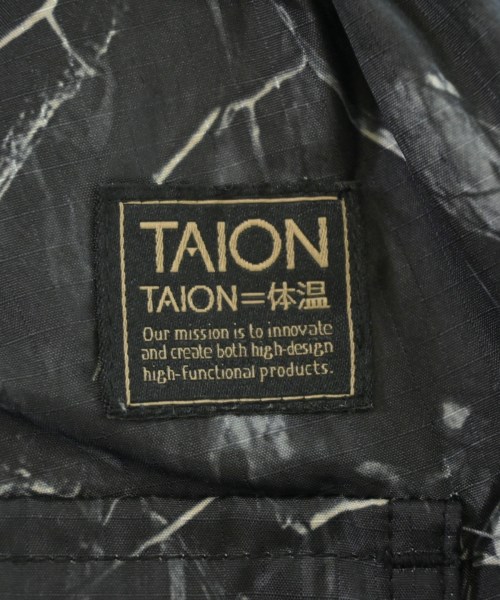 TAION
TAION=体温
Our mission is to innovate
and create both high-design
high-functional products.